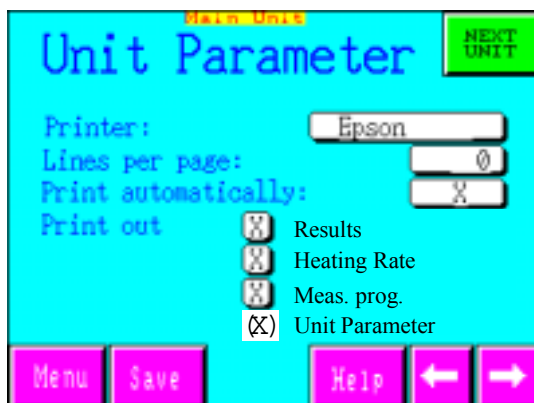 Main Unit
Unit Parameter
NEXT UNIT
Printer: Epson
Lines per page: 0
Print automatically: X
Print out X Results
X Heating Rate
X Meas. prog.
(X) Unit Parameter
Menu Save Help ← →